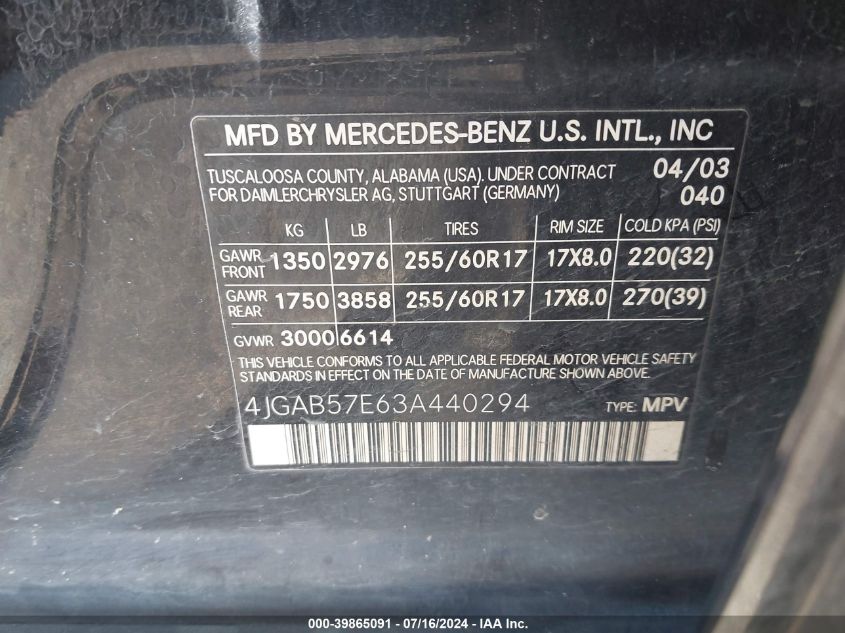 MFD BY MERCEDES-BENZ U.S. INTL., INC
TUSCALOOSA COUNTY, ALABAMA (USA). UNDER CONTRACT 04/03
FOR DAIMLERCHRYSLER AG, STUTTGART (GERMANY) 040
KG LB TIRES RIM SIZE COLD KPA (PSI)
GAWR FRONT 1350 2976 255/60R17 17X8.0 220(32)
GAWR REAR 1750 3858 255/60R17 17X8.0 270(39)
GVWR 3000 6614
THIS VEHICLE CONFORMS TO ALL APPLICABLE FEDERAL MOTOR VEHICLE SAFETY
STANDARDS IN EFFECT ON THE DATE OF MANUFACTURE SHOWN ABOVE.
4JGAB57E63A440294 TYPE: MPV
000-39865091 - 07/16/2024 - IAA Inc.